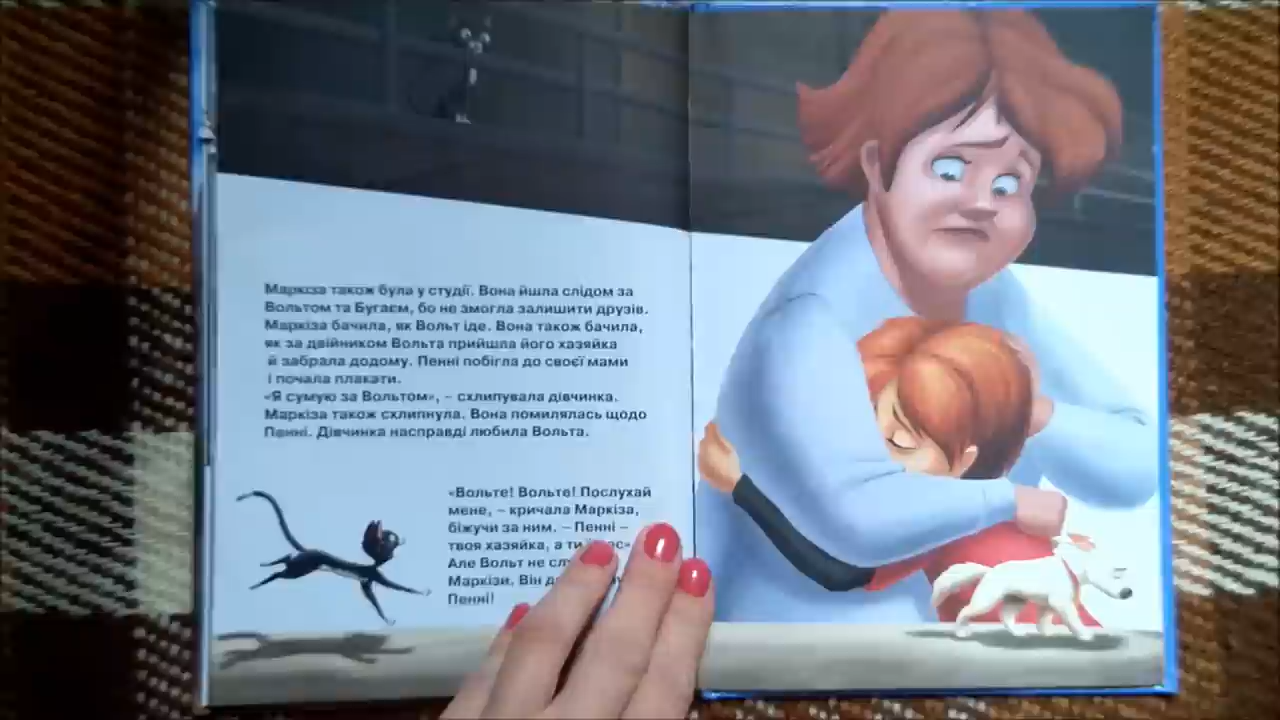 Маркіза також була у студії. Вона йшла слідом за
Вольтом та Бугаєм, бо не змогла залишити друзів.
Маркіза бачила, як Вольт іде. Вона також бачила,
як за двійником Вольта прийшла його хазяйка
й забрала додому. Пенні побігла до своєї мами
і почала плакати.
«Я сумую за Вольтом», – схлипувала дівчинка.
Маркіза також схлипнула. Вона помилялась щодо
Пенні. Дівчинка насправді любила Вольта.
«Вольте! Вольте! Послухай
мене, – кричала Маркіза,
біжучи за ним. – Пенні –
твоя хазяйка, а ти
Але Вольт не
Маркізи. Він
Пенні!